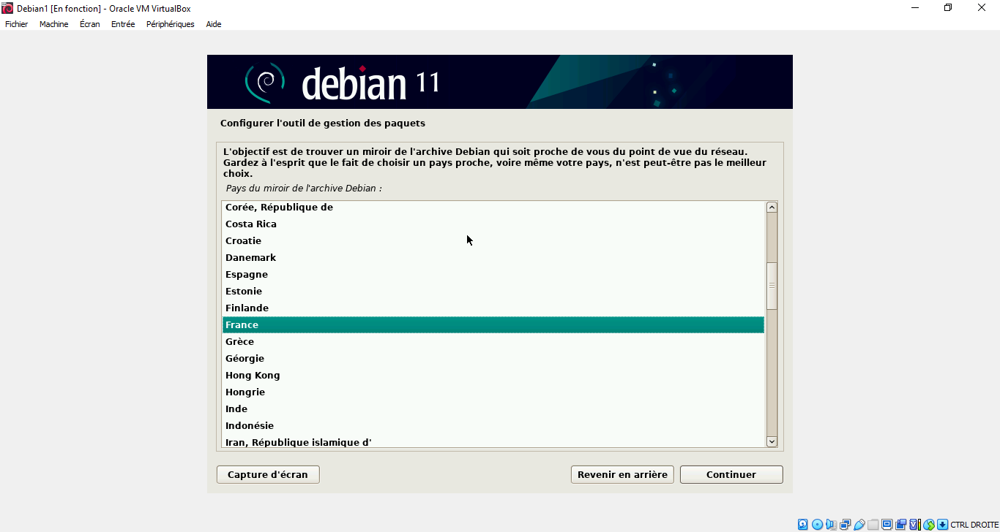 Debian1 [En fonction] - Oracle VM VirtualBox
Fichier Machine Écran Entrée Périphériques Aide
debian 11
Configurer l'outil de gestion des paquets
L'objectif est de trouver un miroir de l'archive Debian qui soit proche de vous du point de vue du réseau.
Gardez à l'esprit que le fait de choisir un pays proche, voire même votre pays, n'est peut-être pas le meilleur
choix.
Pays du miroir de l'archive Debian :
Corée, République de
Costa Rica
Croatie
Danemark
Espagne
Estonie
Finlande
France
Grèce
Géorgie
Hong Kong
Hongrie
Inde
Indonésie
Iran, République islamique d'
Capture d'écran Revenir en arrière Continuer
CTRL DROITE